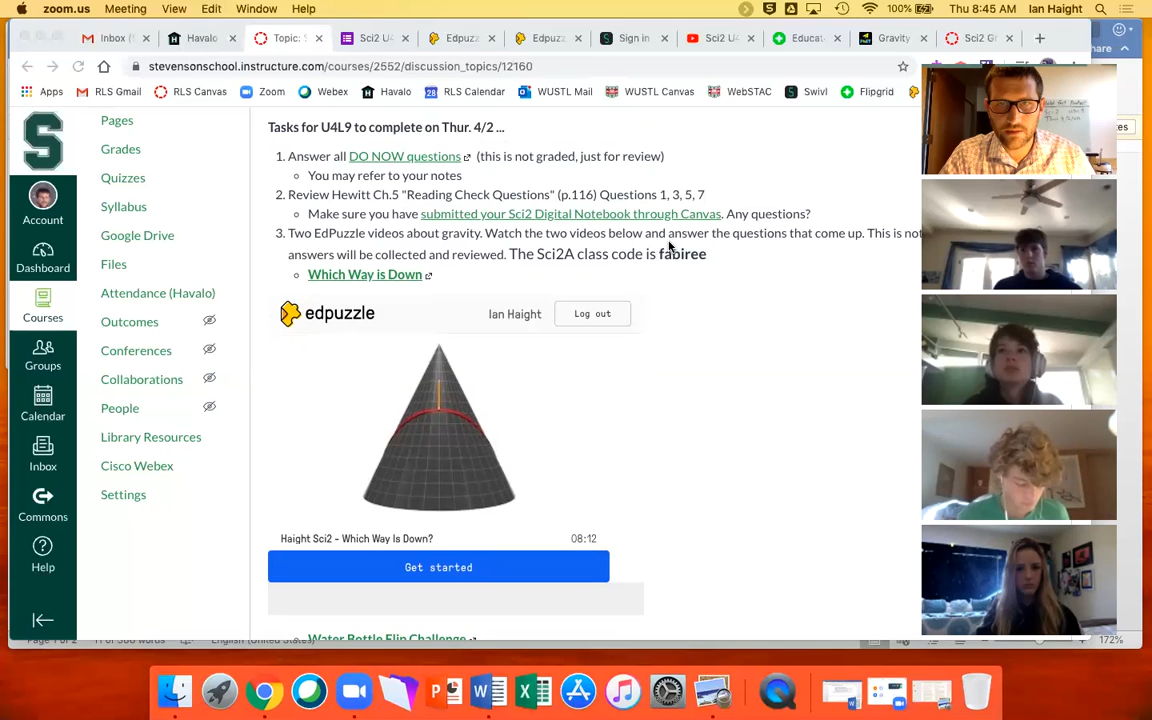 zoom.us Meeting View Edit Window Help 100% Thu 8:45 AM Ian Haight
Inbox ( Havalo Topic: S Sci2 U4 Edpuzz Edpuzz Sign in Sci2 U4 Educat Gravity Sci2 Gr
stevensonschool.instructure.com/courses/2552/discussion_topics/12160
Apps RLS Gmail RLS Canvas Zoom Webex Havalo RLS Calendar WUSTL Mail WUSTL Canvas WebSTAC Swivl Flipgrid
Account
Dashboard
Courses
Groups
Calendar
Inbox
Commons
Help
Pages
Grades
Quizzes
Syllabus
Google Drive
Files
Attendance (Havalo)
Outcomes
Conferences
Collaborations
People
Library Resources
Cisco Webex
Settings
Tasks for U4L9 to complete on Thur. 4/2 ...
1. Answer all DO NOW questions (this is not graded, just for review)
You may refer to your notes
2. Review Hewitt Ch.5 "Reading Check Questions" (p.116) Questions 1, 3, 5, 7
Make sure you have submitted your Sci2 Digital Notebook through Canvas. Any questions?
3. Two EdPuzzle videos about gravity. Watch the two videos below and answer the questions that come up. This is not
answers will be collected and reviewed. The Sci2A class code is fabiree
Which Way is Down
edpuzzle Ian Haight Log out
Haight Sci2 - Which Way Is Down? 08:12
Get started
Water Bottle Flip Challenge
English (United States) 172%